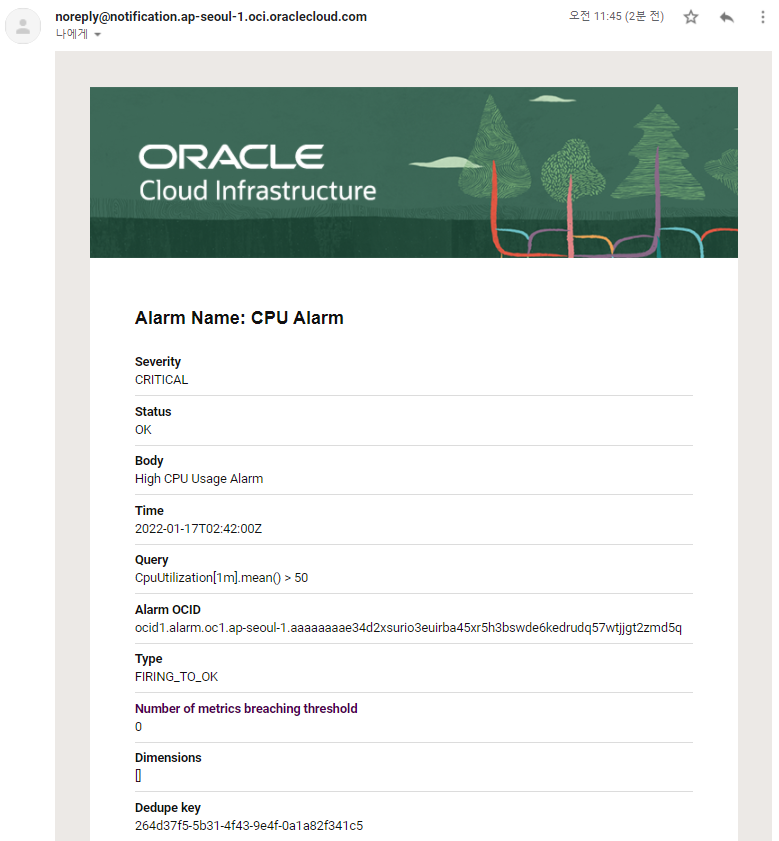 noreply@notification.ap-seoul-1.oci.oraclecloud.com
오전 11:45 (2분 전)
나에게
ORACLE
Cloud Infrastructure
Alarm Name: CPU Alarm
Severity
CRITICAL
Status
OK
Body
High CPU Usage Alarm
Time
2022-01-17T02:42:00Z
Query
CpuUtilization[1m].mean() > 50
Alarm OCID
ocid1.alarm.oc1.ap-seoul-1.aaaaaaaae34d2xsurio3euirba45xr5h3bswde6kedrudq57wtjjgt2zmd5q
Type
FIRING_TO_OK
Number of metrics breaching threshold
0
Dimensions
[]
Dedupe key
264d37f5-5b31-4f43-9e4f-0a1a82f341c5